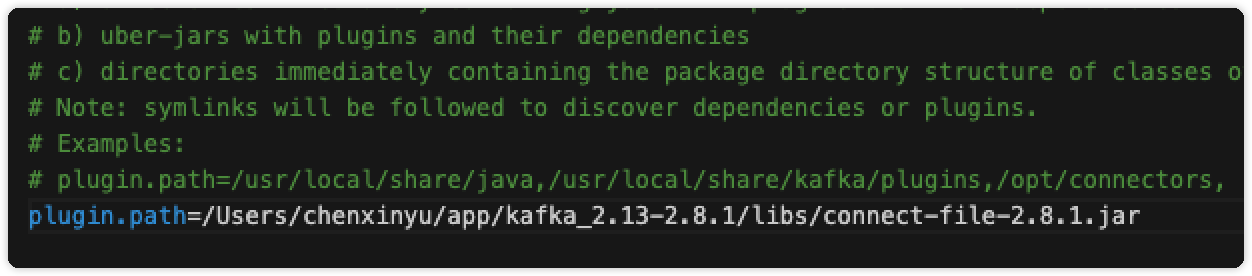 # b) uber-jars with plugins and their dependencies
# c) directories immediately containing the package directory structure of classes o
# Note: symlinks will be followed to discover dependencies or plugins.
# Examples:
# plugin.path=/usr/local/share/java,/usr/local/share/kafka/plugins,/opt/connectors,
plugin.path=/Users/chenxinyu/app/kafka_2.13-2.8.1/libs/connect-file-2.8.1.jar